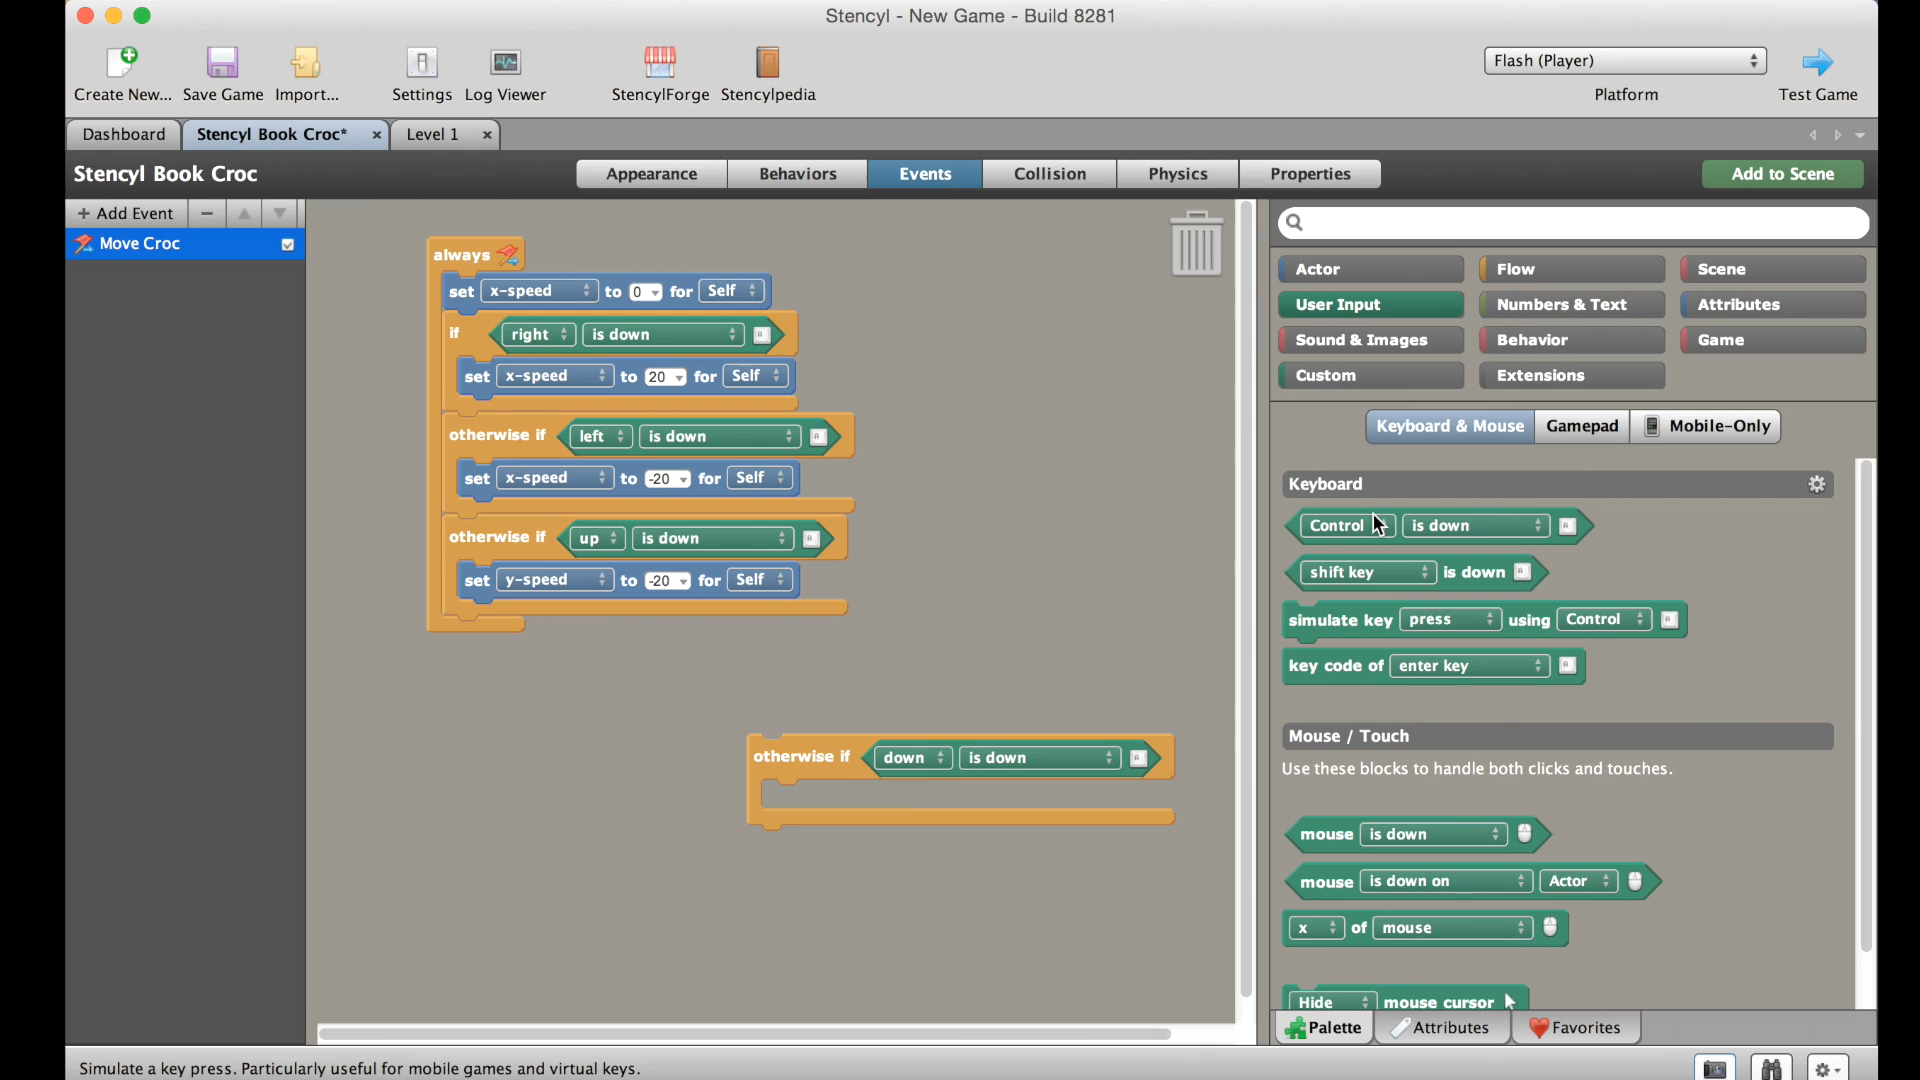 Stencyl - New Game - Build 8281
Create New... Save Game Import... Settings Log Viewer StencylForge Stencylpedia
Flash (Player)
Platform
Test Game
Dashboard
Stencyl Book Croc*
Level 1
Stencyl Book Croc
Appearance Behaviors Events Collision Physics Properties
Add to Scene
+ Add Event
Move Croc
always
set x-speed to 0 for Self
if right is down
set x-speed to 20 for Self
otherwise if left is down
set x-speed to -20 for Self
otherwise if up is down
set y-speed to -20 for Self
otherwise if down is down
Actor Flow Scene
User Input Numbers & Text Attributes
Sound & Images Behavior Game
Custom Extensions
Keyboard & Mouse Gamepad Mobile-Only
Keyboard
Control is down
shift key is down
simulate key press using Control
key code of enter key
Mouse / Touch
Use these blocks to handle both clicks and touches.
mouse is down
mouse is down on Actor
x of mouse
Hide mouse cursor
Palette Attributes Favorites
Simulate a key press. Particularly useful for mobile games and virtual keys.